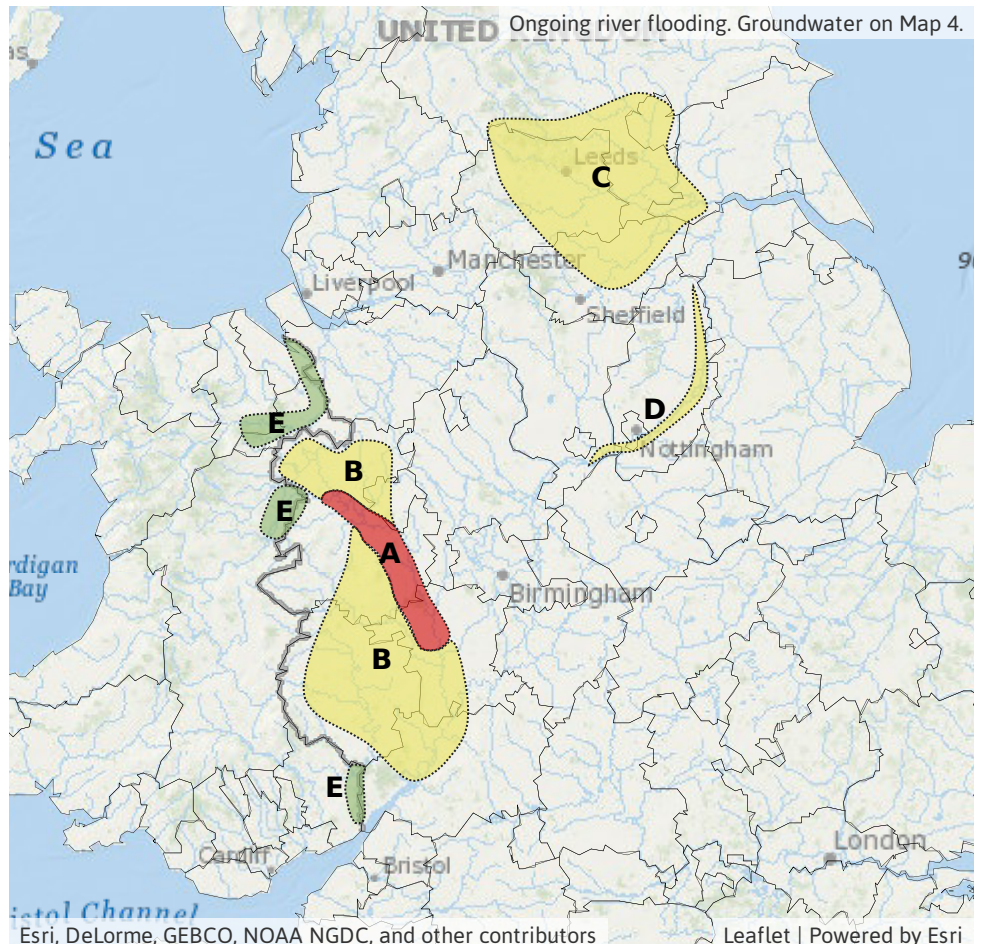 UNITED KINGDOM
Ongoing river flooding. Groundwater on Map 4.
Sea
Leeds
C
Manchester
Liverpool
Sheffield
D
E
Nottingham
B
E
A
rdigan
Bay
Birmingham
B
E
London
Cardiff
Bristol
istol Channel
Esri, DeLorme, GEBCO, NOAA NGDC, and other contributors
Leaflet | Powered by Esri